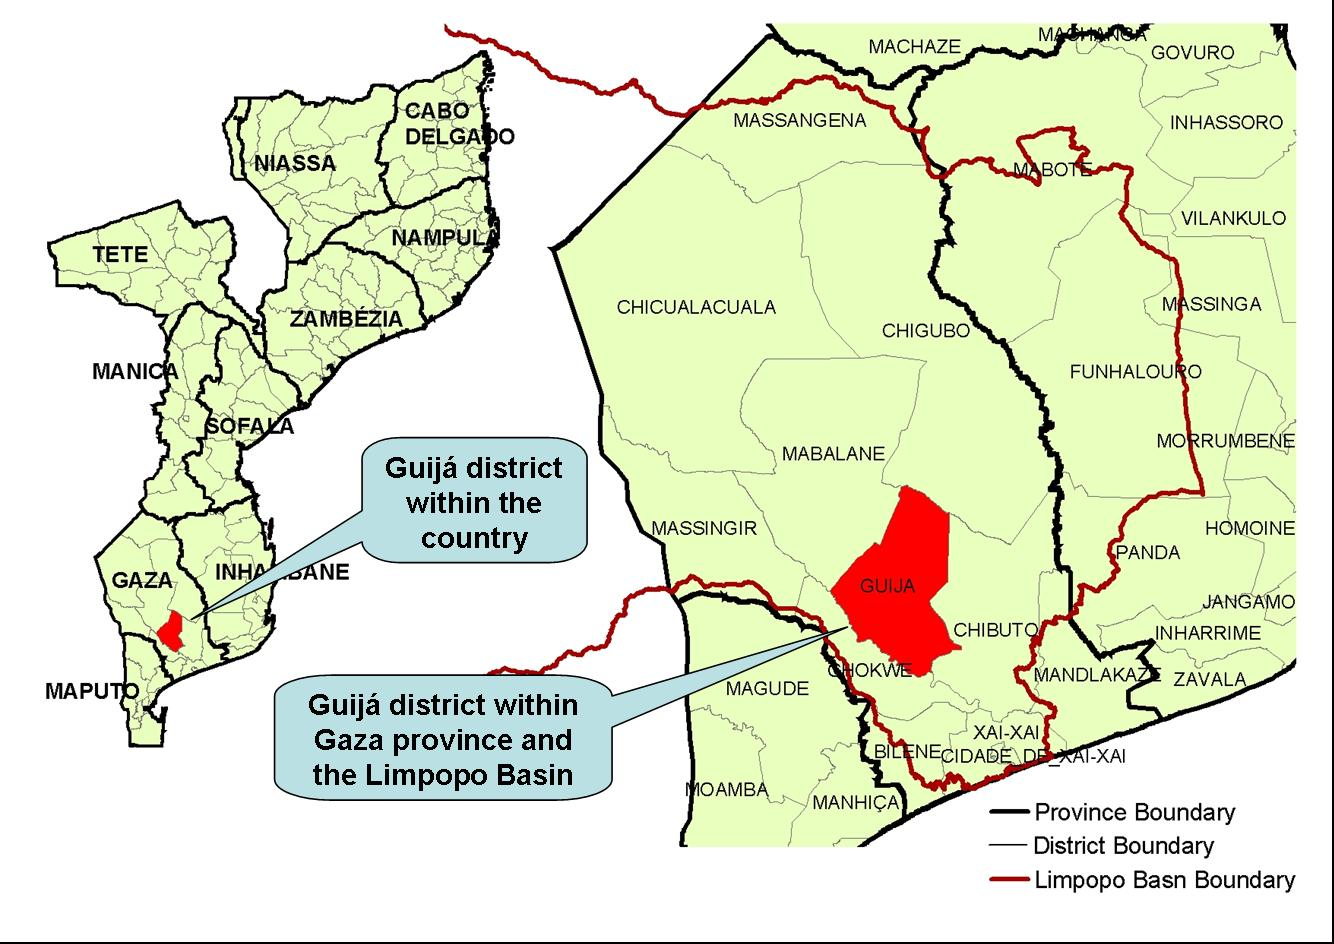 CABO
DELGADO
NIASSA
NAMPULA
TETE
ZAMBÉZIA
MANICA
SOFALA
GAZA
INHAMBANE
MAPUTO
Guijá district
within the
country
Guijá district within
Gaza province and
the Limpopo Basin
MACHAZE
MACHANGA
GOVURO
MASSANGENA
INHASSORO
MABOTE
VILANKULO
CHICUALACUALA
MASSINGA
CHIGUBO
FUNHALOURO
MABALANE
MORRUMBENE
MASSINGIR
HOMOINE
PANDA
GUIJA
JANGAMO
CHIBUTO
INHARRIME
CHOKWE
MANDLAKAZE
ZAVALA
MAGUDE
XAI-XAI
BILENE
CIDADE_DE_XAI-XAI
MOAMBA
MANHIÇA
Province Boundary
District Boundary
Limpopo Basn Boundary